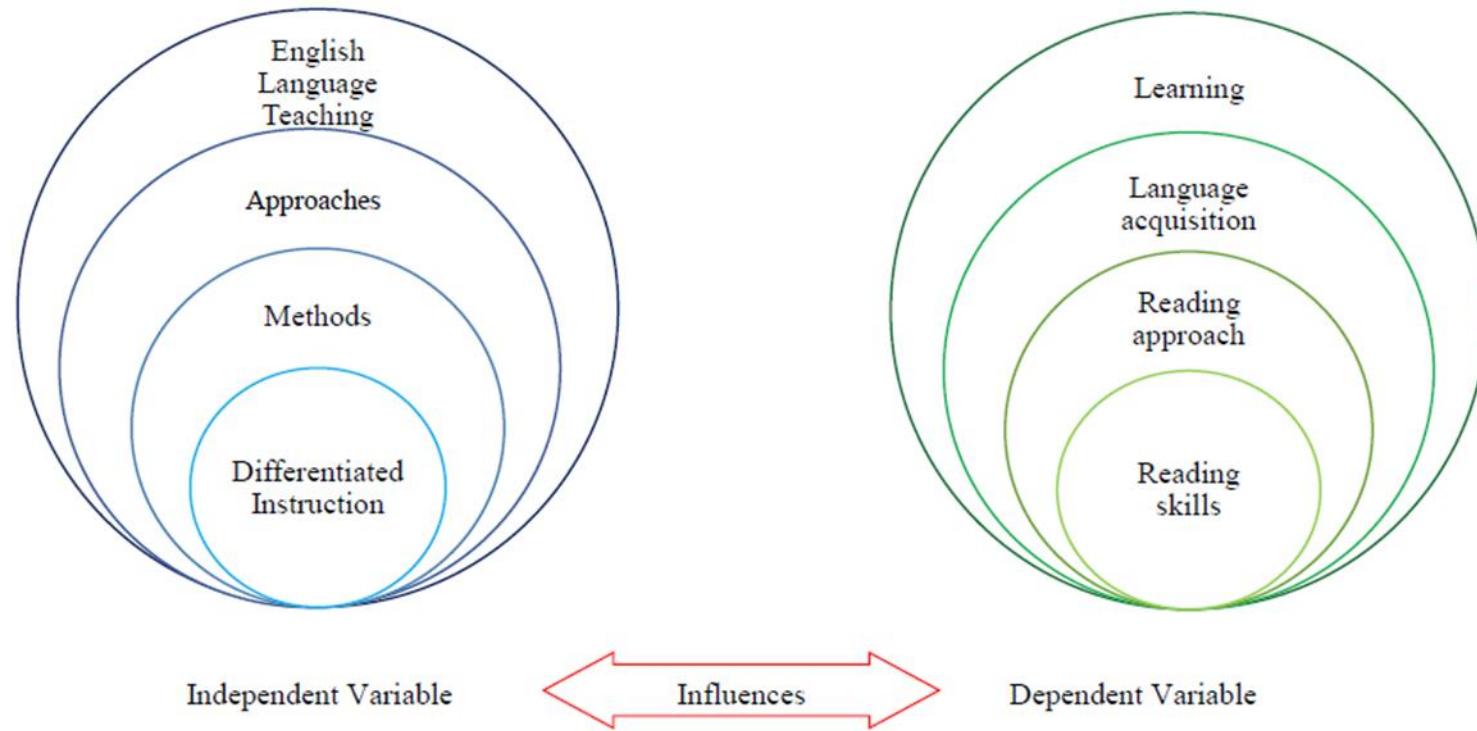 English
Language
Teaching
Approaches
Methods
Differentiated
Instruction
Learning
Language
acquisition
Reading
approach
Reading
skills
Independent Variable
Influences
Dependent Variable